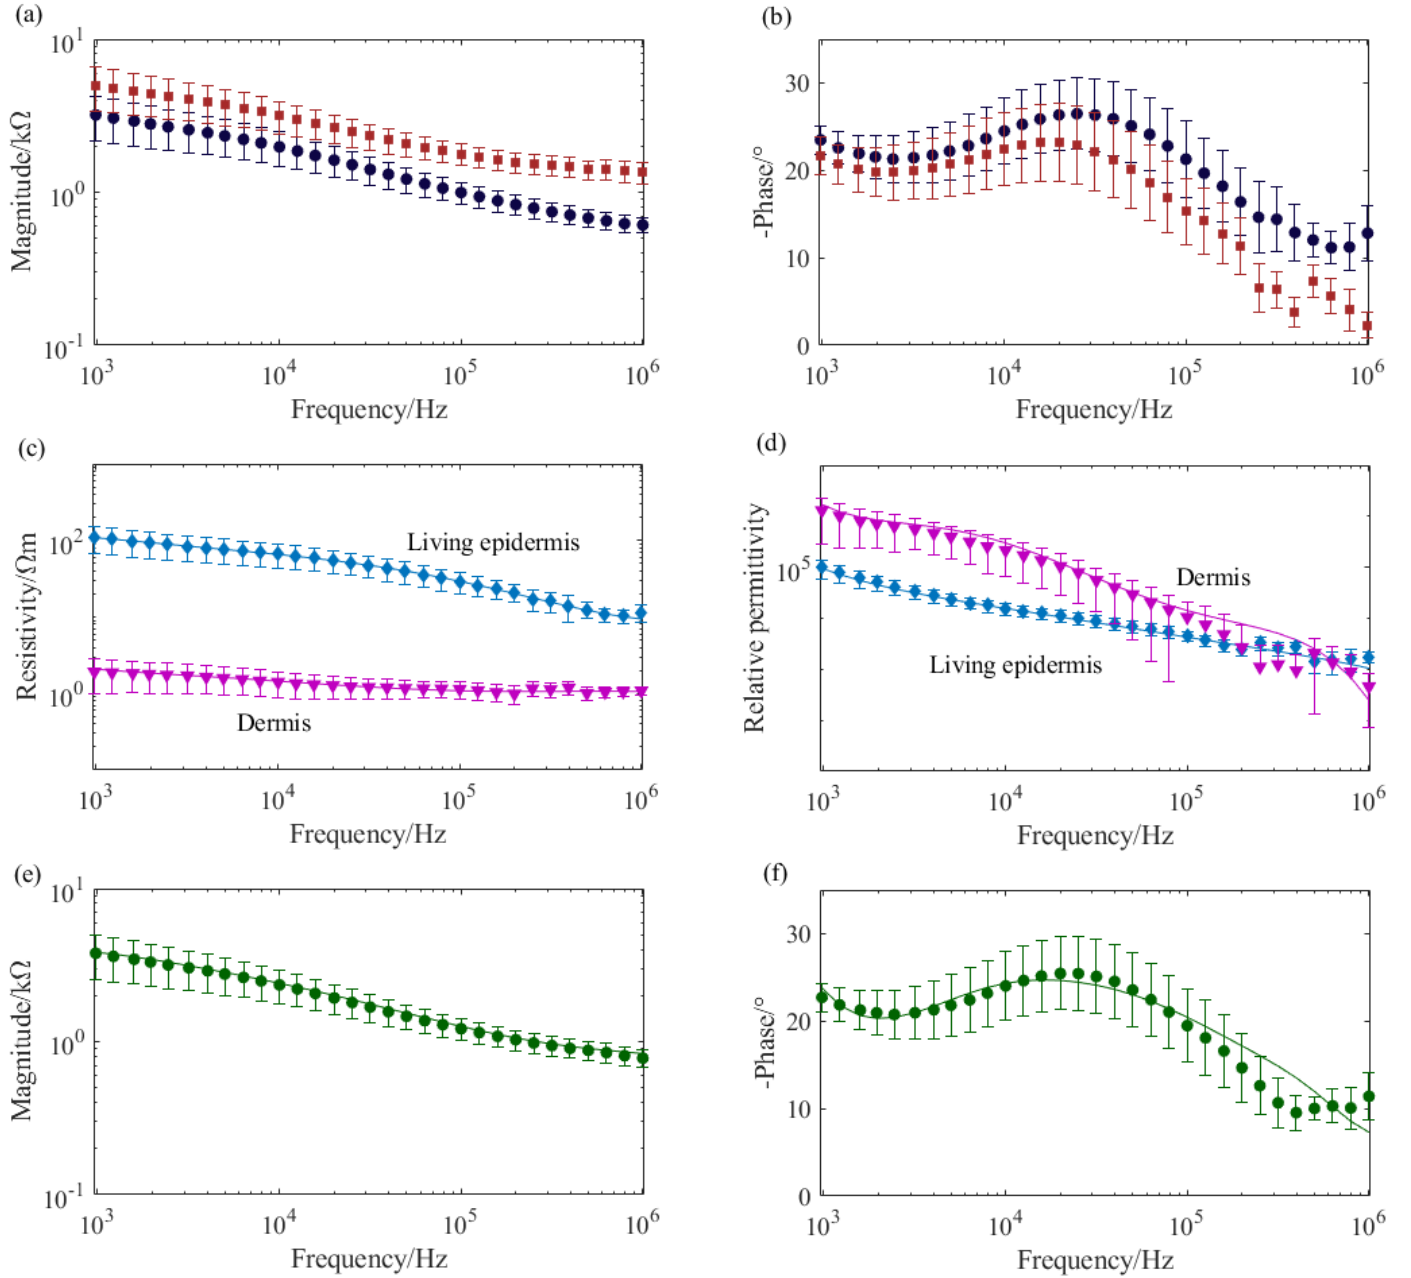 (a)
10^1
10^0
10^-1
Magnitude/kΩ
10^3 10^4 10^5 10^6
Frequency/Hz
(b)
30
20
10
0
-Phase/°
10^3 10^4 10^5 10^6
Frequency/Hz
(c)
10^2
10^0
Resistivity/Ωm
Living epidermis
Dermis
10^3 10^4 10^5 10^6
Frequency/Hz
(d)
10^5
Relative permittivity
Dermis
Living epidermis
10^3 10^4 10^5 10^6
Frequency/Hz
(e)
10^1
10^0
10^-1
Magnitude/kΩ
10^3 10^4 10^5 10^6
Frequency/Hz
(f)
30
20
10
0
-Phase/°
10^3 10^4 10^5 10^6
Frequency/Hz